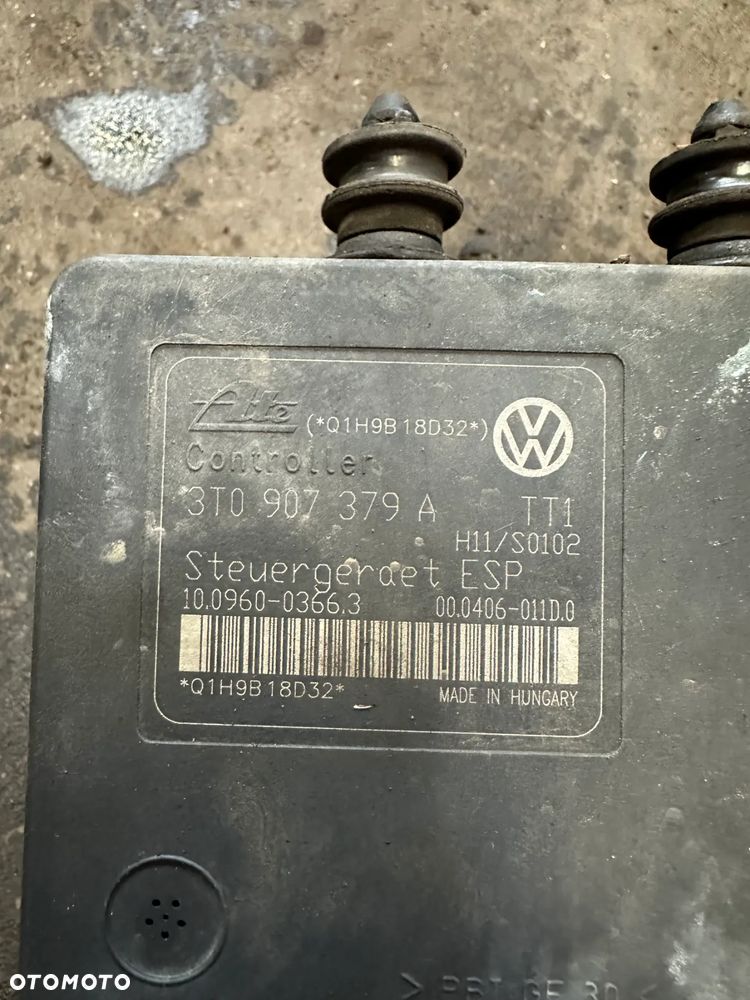 Ate (*Q1H9B18D32*)
Controller
3T0 907 379 A TT1
H11/S0102
Steuergeraet ESP
10.0960-0366.3 00.0406-011D.0
*Q1H9B18D32* MADE IN HUNGARY
OTOMOTO